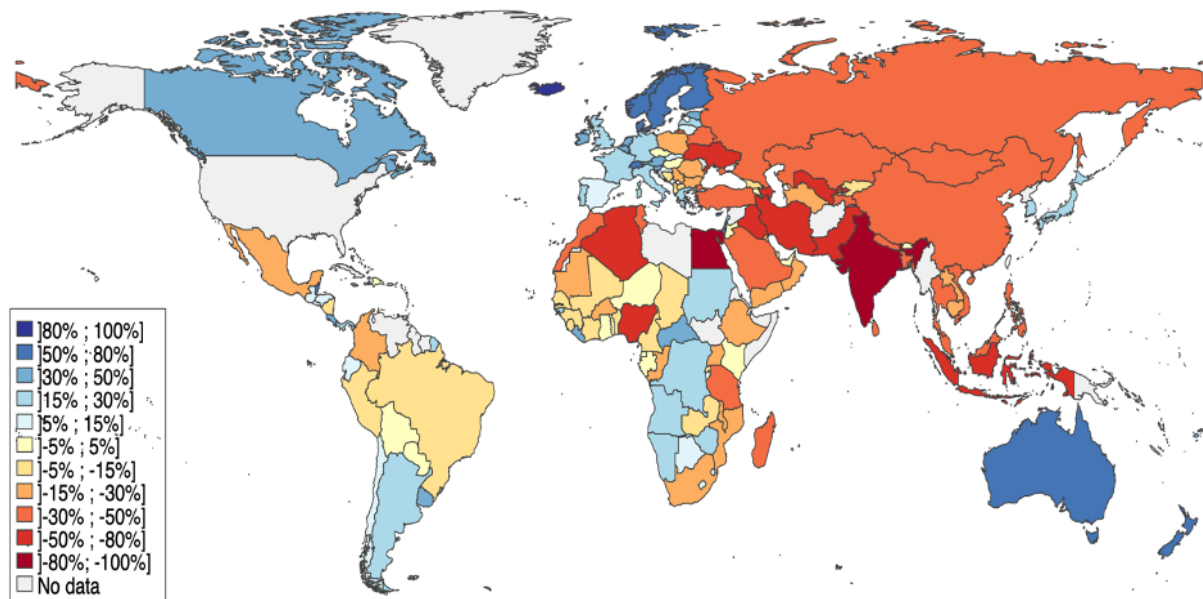 ]80% ; 100%]
]50% ; 80%]
]30% ; 50%]
]15% ; 30%]
]5% ; 15%]
]-5% ; 5%]
]-5% ; -15%]
]-15% ; -30%]
]-30% ; -50%]
]-50% ; -80%]
]-80% ; -100%]
No data